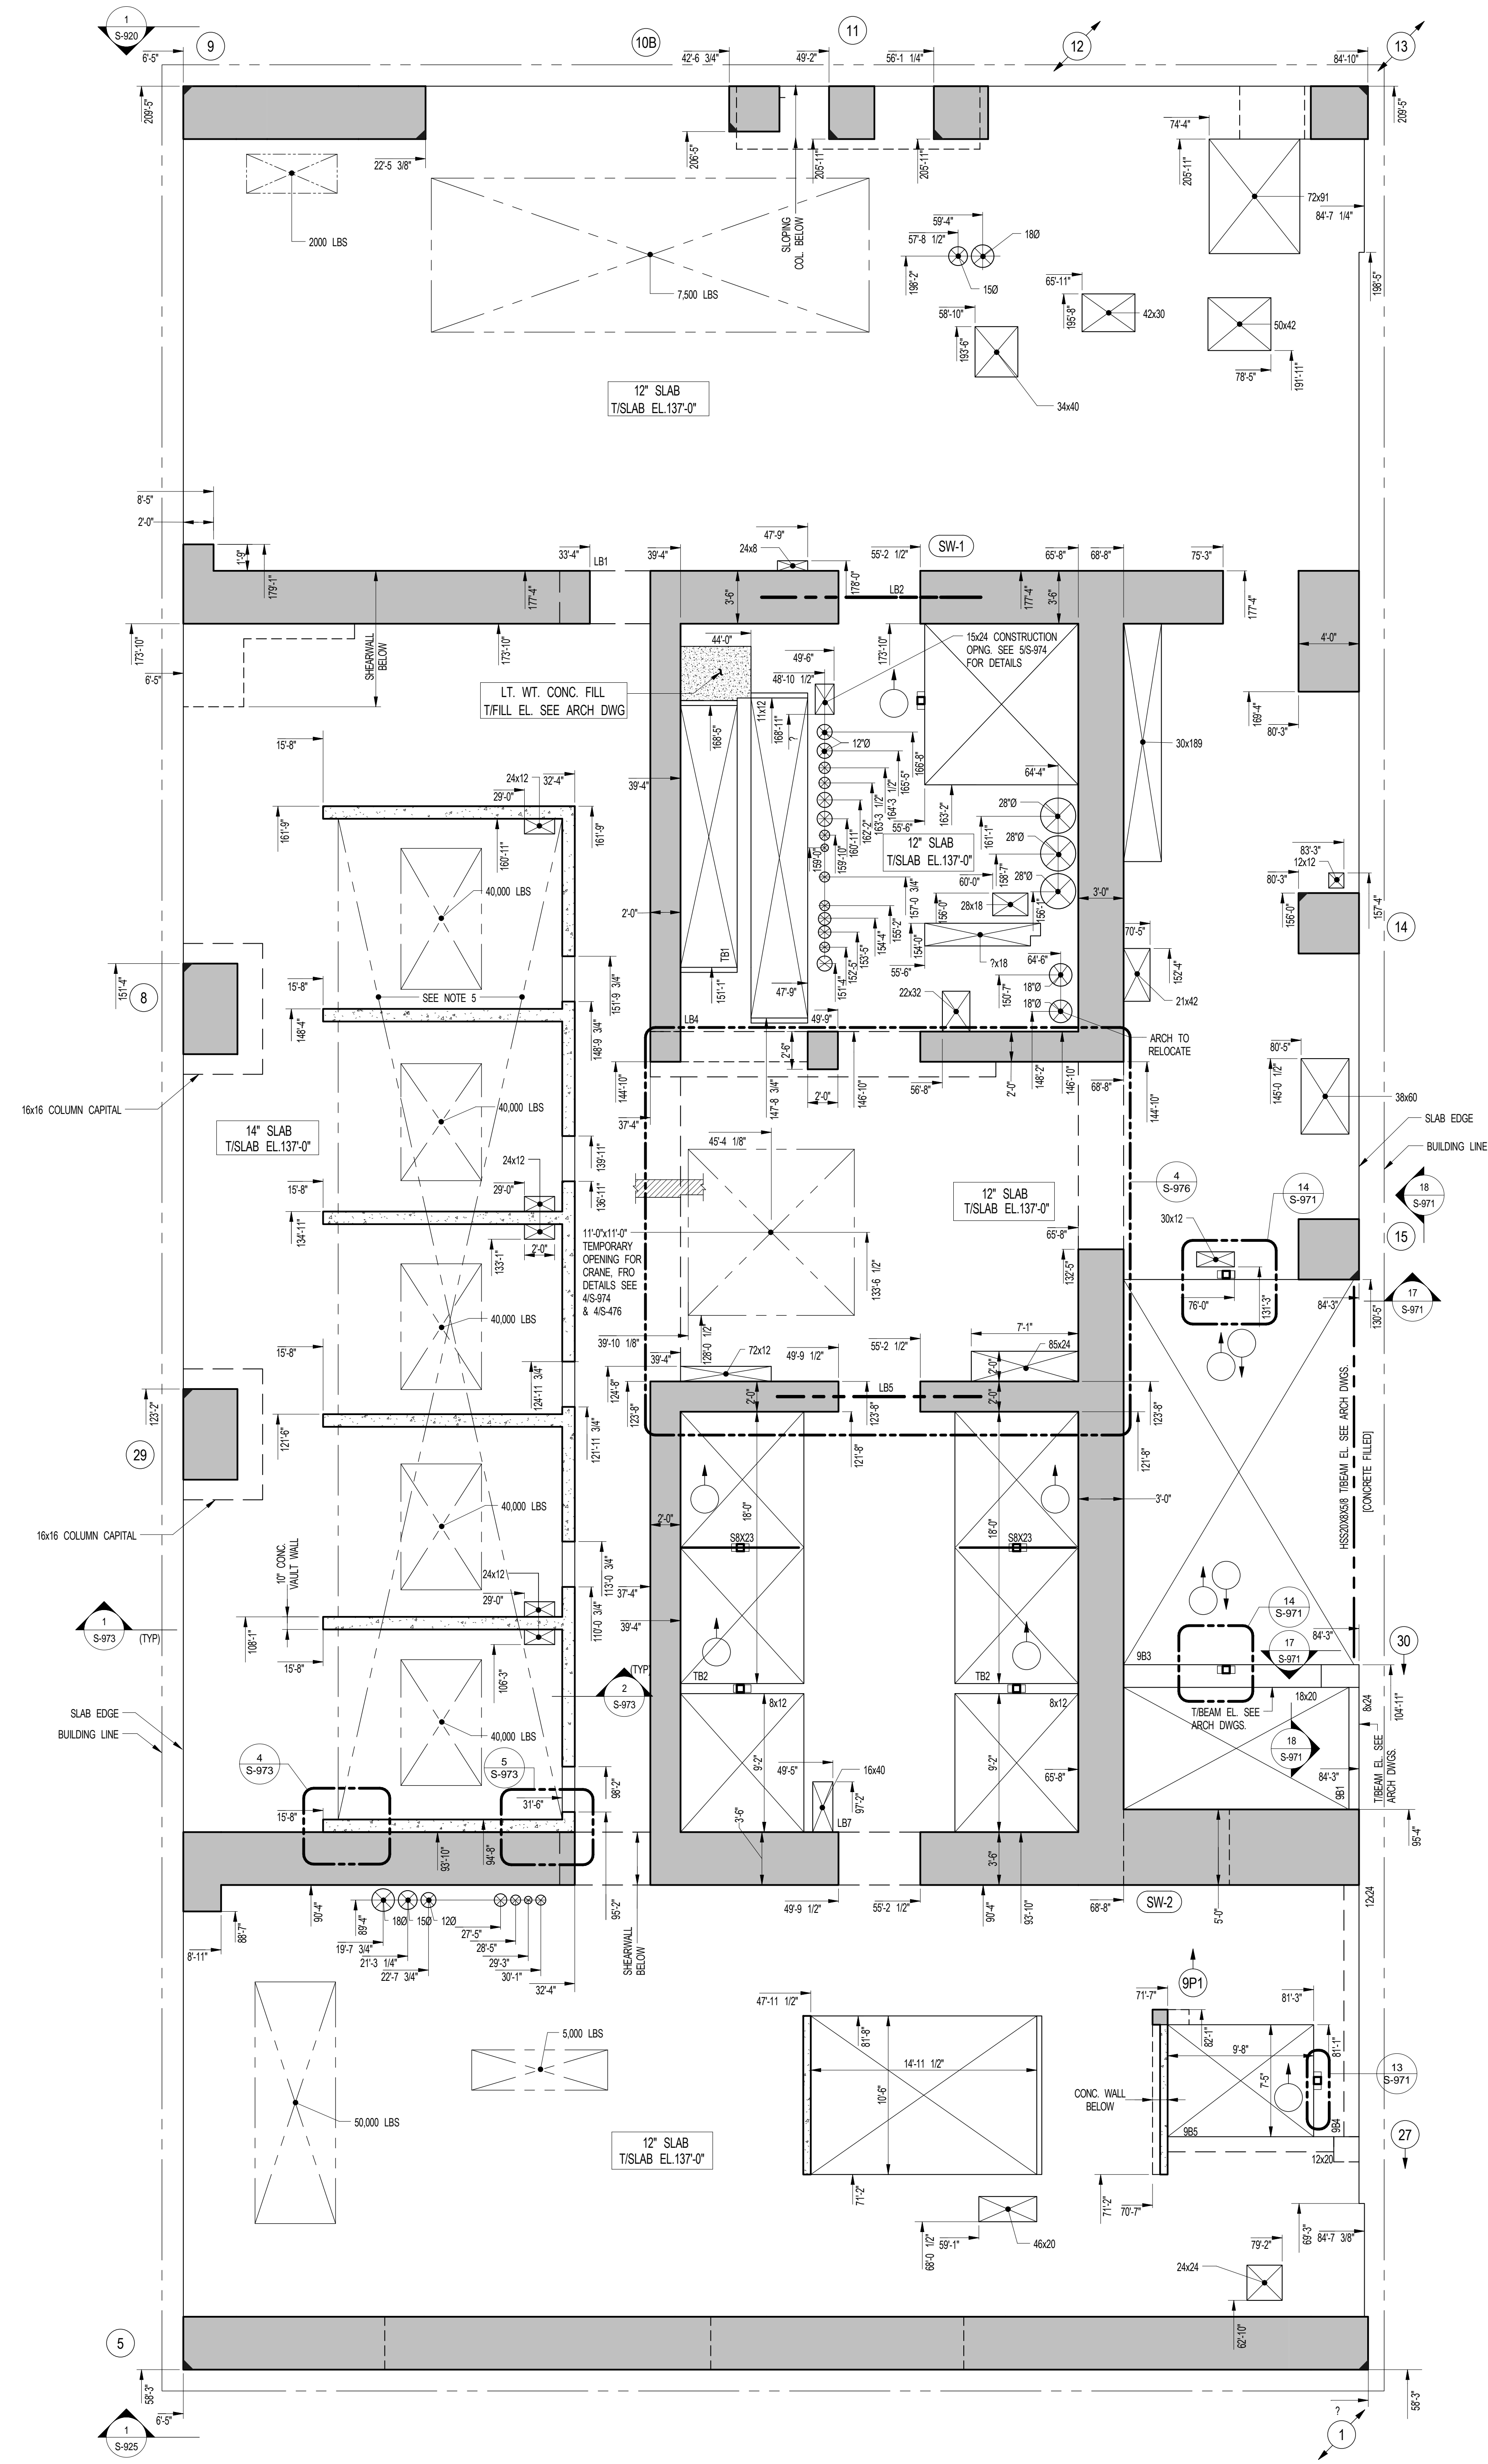 1
S-920
6'-5"
9
10B
42'-6 3/4"
49'-2"
11
56'-1 1/4"
12
84'-10"
13
209'-5"
22'-5 3/8"
206'-5"
205'-11"
205'-11"
74'-4"
205'-11"
209'-5"
2000 LBS
7,500 LBS
SLOPING
COL. BELOW
59'-4"
57'-8 1/2"
18Ø
15Ø
198'-2"
72x91
84'-7 1/4"
198'-5"
65'-11"
195'-8"
42x30
58'-10"
193'-6"
34x40
50x42
78'-5"
191'-11"
12" SLAB
T/SLAB EL.137'-0"
8'-5"
2'-0"
1'-9"
179'-1"
33'-4"
LB1
177'-4"
39'-4"
47'-9"
24x8
178'-0"
55'-2 1/2"
SW-1
LB2
3'-6"
177'-4"
3'-6"
65'-8"
68'-8"
75'-3"
177'-4"
4'-0"
173'-10"
6'-5"
SHEARWALL
BELOW
173'-10"
LT. WT. CONC. FILL
T/FILL EL. SEE ARCH DWG
44'-0"
49'-6"
48'-10 1/2"
173'-10"
15x24 CONSTRUCTION
OPNG. SEE 5/S-974
FOR DETAILS
169'-4"
80'-3"
168'-5"
11x12
168'-11"
?
12"Ø
166'-8"
165'-5"
164'-3 1/2"
163'-3 1/2"
162'-2"
160'-11"
159'-10"
159'-0"
157'-0 3/4"
155'-2"
154'-4"
153'-5"
152'-5"
151'-4"
30x189
64'-4"
163'-2"
55'-6"
28"Ø
161'-1"
28"Ø
158'-7"
28"Ø
156'-1"
12" SLAB
T/SLAB EL.137'-0"
60'-0"
28x18
156'-0"
154'-0"
55'-6"
?x18
64'-6"
18"Ø
150'-7"
18"Ø
22x32
3'-0"
70'-5"
152'-4"
21x42
83'-3"
12x12
80'-3"
156'-0"
157'-4"
14
15'-8"
24x12
32'-4"
29'-0"
161'-9"
160'-11"
161'-9"
39'-4"
2'-0"
TB1
151'-1"
47'-9"
40,000 LBS
151'-4"
8
15'-8"
SEE NOTE 5
151'-9 3/4"
148'-4"
148'-9 3/4"
LB4
49'-9"
2'-6"
2'-0"
144'-10"
147'-8 3/4"
146'-10"
56'-8"
2'-0"
148'-2"
146'-10"
68'-8"
144'-10"
ARCH TO
RELOCATE
80'-5"
145'-0 1/2"
38x60
16x16 COLUMN CAPITAL
14" SLAB
T/SLAB EL.137'-0"
40,000 LBS
37'-4"
45'-4 1/8"
SLAB EDGE
BUILDING LINE
139'-11"
24x12
29'-0"
15'-8"
136'-11"
134'-11"
133'-1"
2'-0"
11'-0"x11'-0"
TEMPORARY
OPENING FOR
CRANE, FRO
DETAILS SEE
4/S-974
& 4/S-476
12" SLAB
T/SLAB EL.137'-0"
4
S-976
14
S-971
18
S-971
30x12
15
65'-8"
132'-5"
133'-6 1/2"
76'-0"
131'-3"
84'-3"
130'-5"
17
S-971
40,000 LBS
15'-8"
124'-11 3/4"
39'-10 1/8"
128'-0 1/2"
39'-4"
72x12
49'-9 1/2"
55'-2 1/2"
7'-1"
85x24
2'-0"
124'-8"
123'-8"
2'-0"
123'-8"
LB5
2'-0"
123'-8"
123'-2"
29
121'-6"
121'-11 3/4"
121'-8"
121'-8"
HSS20X8X5/8 T/BEAM EL. SEE ARCH DWGS.
[CONCRETE FILLED]
16x16 COLUMN CAPITAL
40,000 LBS
2'-0"
18'-0"
S8X23
18'-0"
S8X23
3'-0"
10" CONC.
VAULT WALL
24x12
29'-0"
113'-0 3/4"
37'-4"
110'-0 3/4"
39'-4"
1
S-973
(TYP)
108'-1"
15'-8"
106'-3"
(TYP)
2
S-973
TB2
TB2
8x12
8x12
14
S-971
17
S-971
84'-3"
30
9B3
18x20
8x24
104'-11"
T/BEAM EL. SEE
ARCH DWGS.
18
S-971
84'-3"
9B1
T/BEAM EL. SEE
ARCH DWGS.
SLAB EDGE
BUILDING LINE
40,000 LBS
4
S-973
5
S-973
9'-2"
49'-5"
16x40
9'-2"
65'-8"
15'-8"
31'-6"
96'-2"
97'-2"
LB7
3'-6"
95'-4"
93'-10"
94'-8"
3'-6"
5'-0"
12x24
88'-7"
8'-11"
90'-4"
89'-4"
18Ø
15Ø
12Ø
19'-7 3/4"
21'-3 1/4"
22'-7 3/4"
27'-5"
28'-5"
29'-3"
30'-1"
32'-4"
95'-2"
SHEARWALL
BELOW
49'-9 1/2"
55'-2 1/2"
90'-4"
93'-10"
68'-8"
SW-2
9P1
47'-11 1/2"
71'-7"
81'-3"
50,000 LBS
5,000 LBS
81'-8"
14'-11 1/2"
10'-6"
82'-1"
9'-8"
7'-5"
81'-1"
13
S-971
CONC. WALL
BELOW
9B5
9B4
12x20
27
12" SLAB
T/SLAB EL.137'-0"
71'-2"
71'-2"
70'-7"
68'-0 1/2"
59'-1"
46x20
69'-3"
84'-7 3/8"
79'-2"
24x24
62'-10"
5
58'-3"
6'-5"
1
S-925
58'-3"
?
1